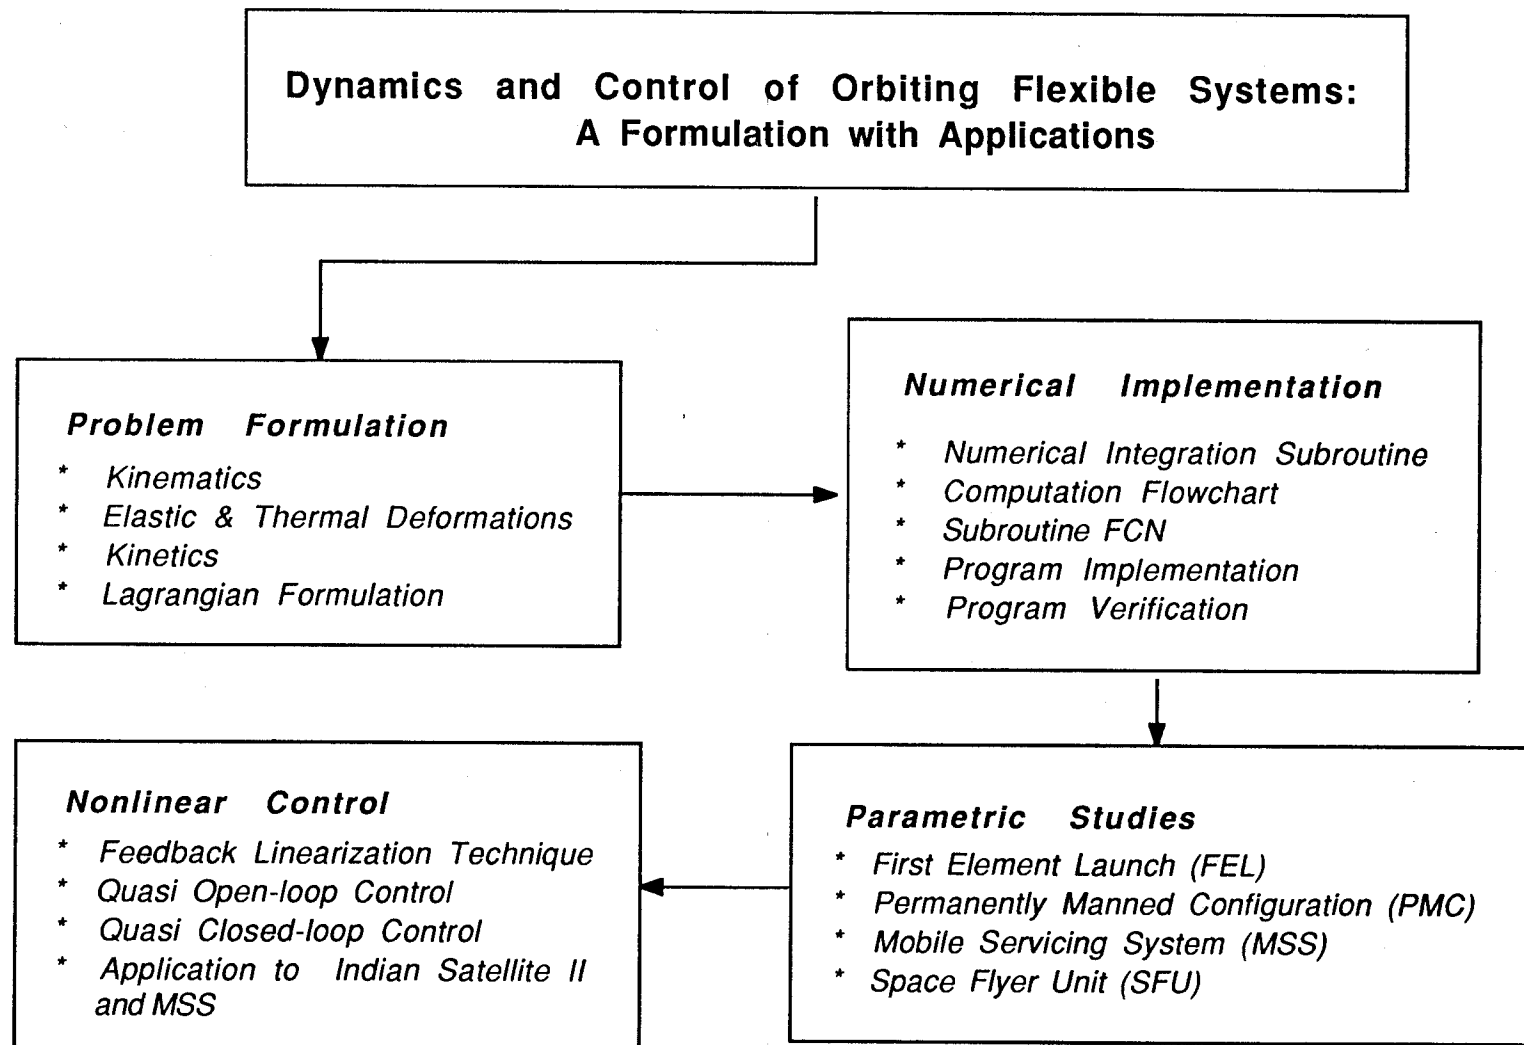 Dynamics and Control of Orbiting Flexible Systems:
A Formulation with Applications
Problem Formulation
* Kinematics
* Elastic & Thermal Deformations
* Kinetics
* Lagrangian Formulation
Numerical Implementation
* Numerical Integration Subroutine
* Computation Flowchart
* Subroutine FCN
* Program Implementation
* Program Verification
Parametric Studies
* First Element Launch (FEL)
* Permanently Manned Configuration (PMC)
* Mobile Servicing System (MSS)
* Space Flyer Unit (SFU)
Nonlinear Control
* Feedback Linearization Technique
* Quasi Open-loop Control
* Quasi Closed-loop Control
* Application to Indian Satellite II
and MSS